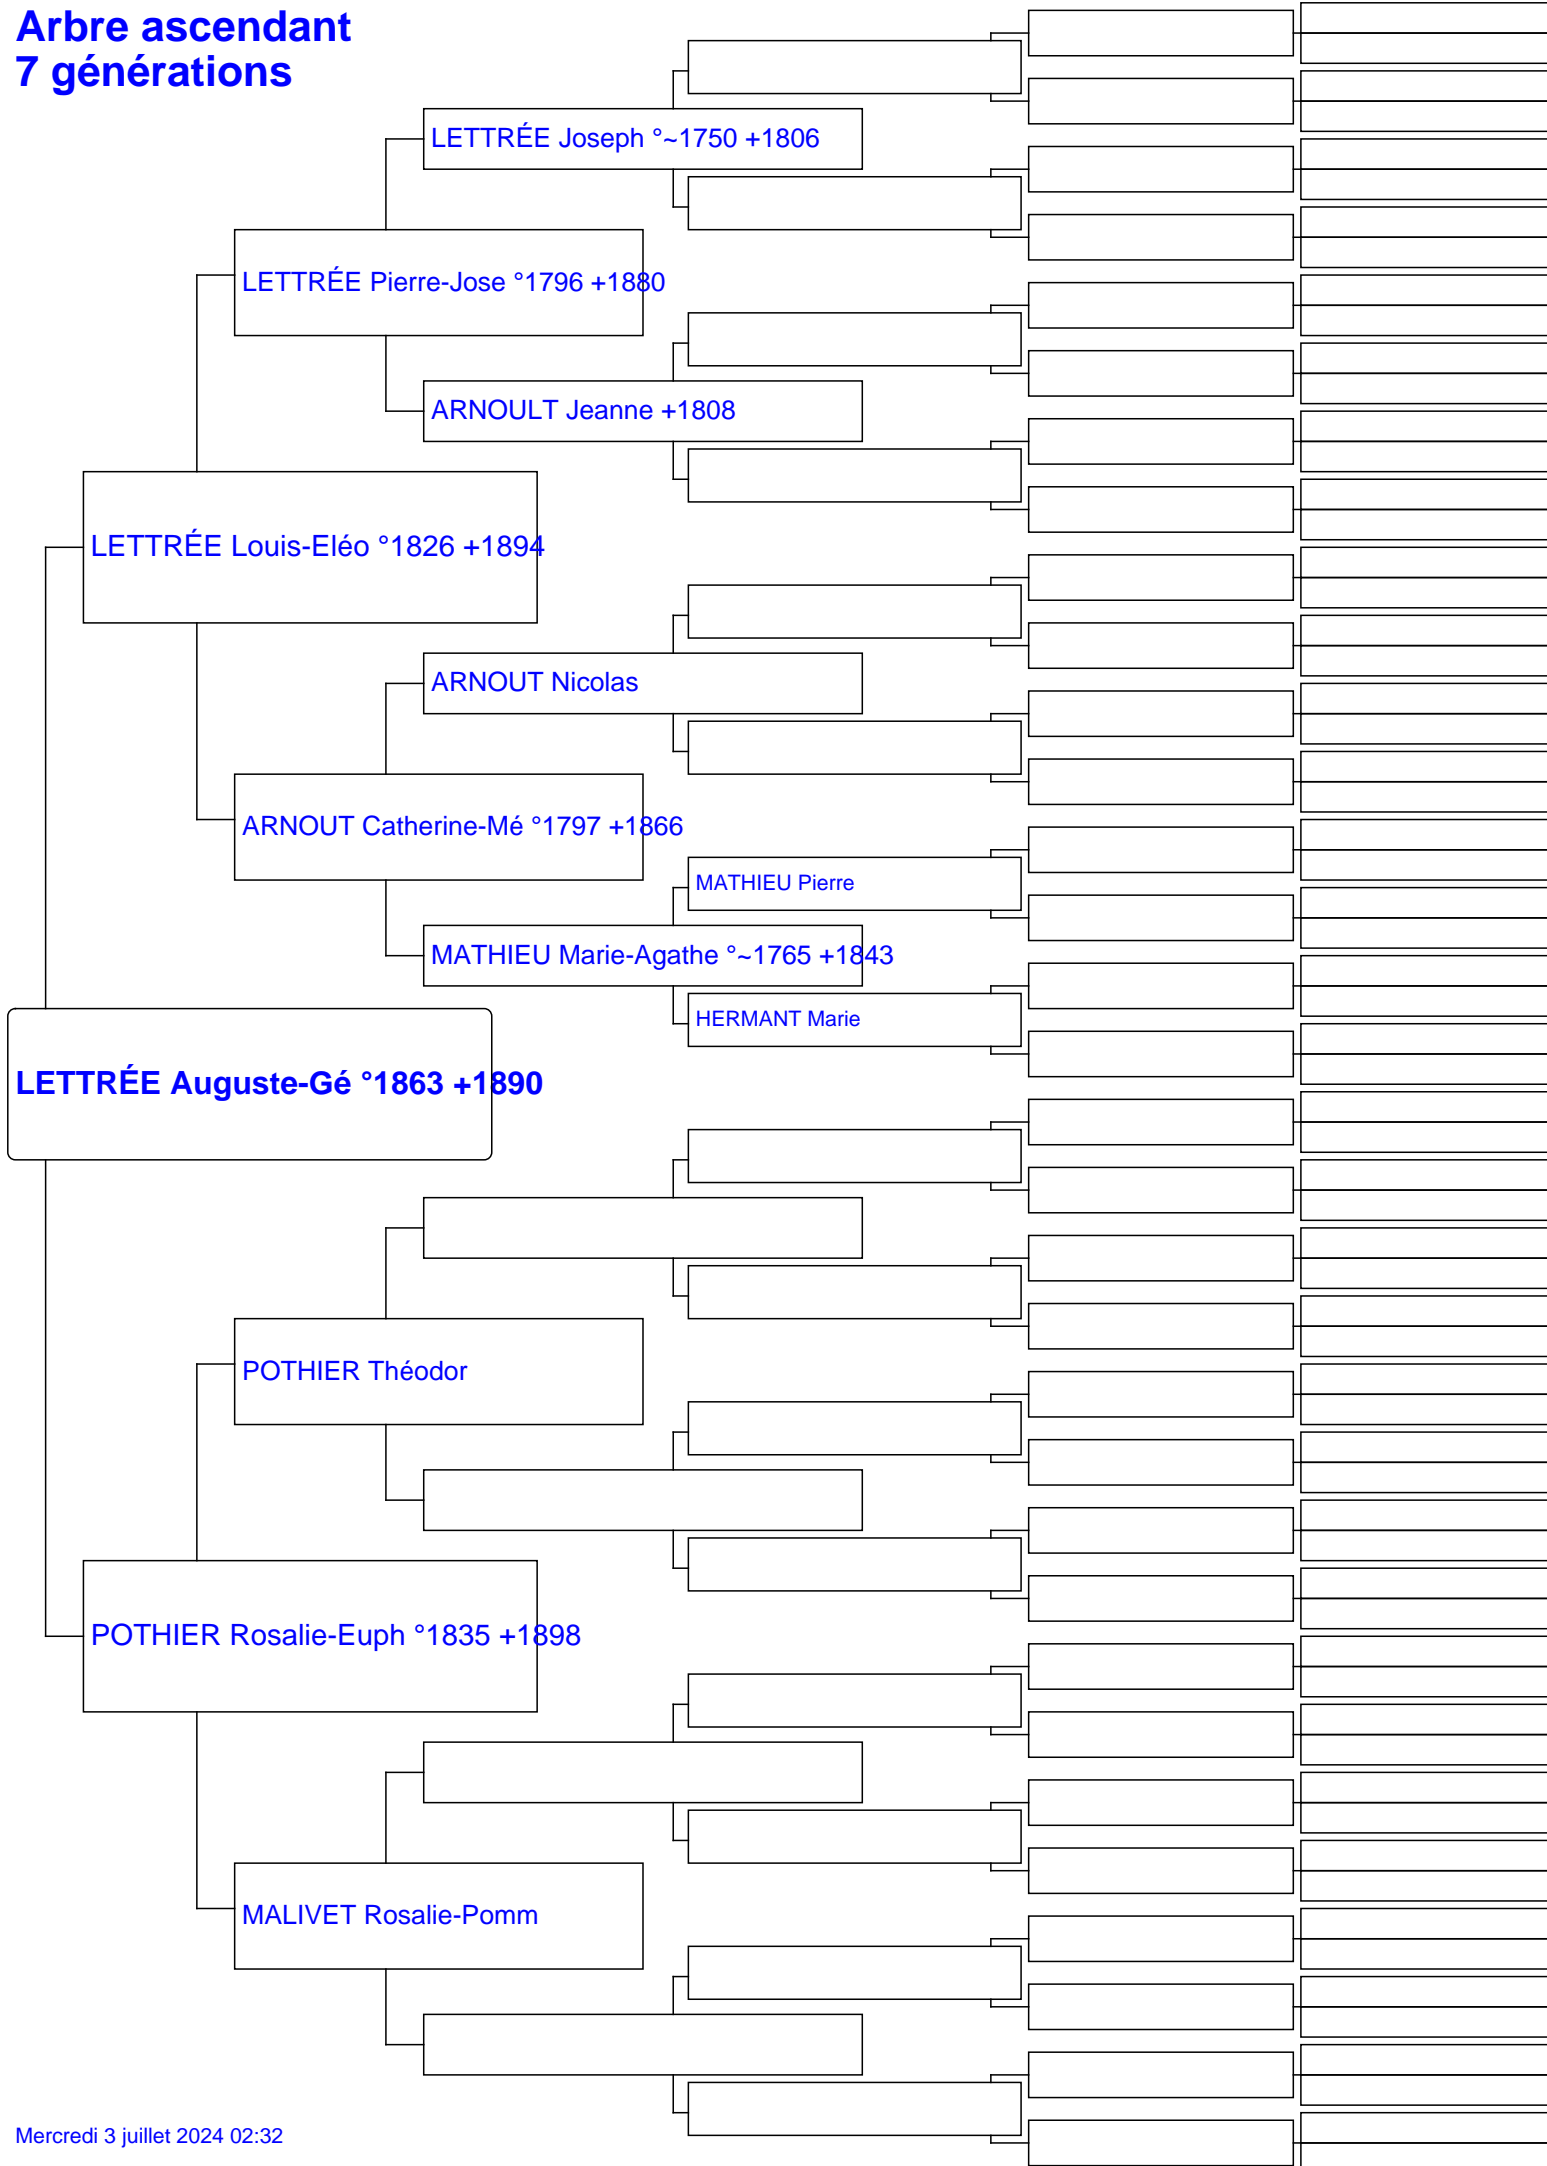 Arbre ascendant
7 générations
LETTRÉE Joseph °~1750 +1806
LETTRÉE Pierre-Jose °1796 +1880
ARNOULT Jeanne +1808
LETTRÉE Louis-Eléo °1826 +1894
ARNOUT Nicolas
ARNOUT Catherine-Mé °1797 +1866
MATHIEU Pierre
MATHIEU Marie-Agathe °~1765 +1843
HERMANT Marie
LETTRÉE Auguste-Gé °1863 +1890
POTHIER Théodor
POTHIER Rosalie-Euph °1835 +1898
MALIVET Rosalie-Pomm
Mercredi 3 juillet 2024 02:32